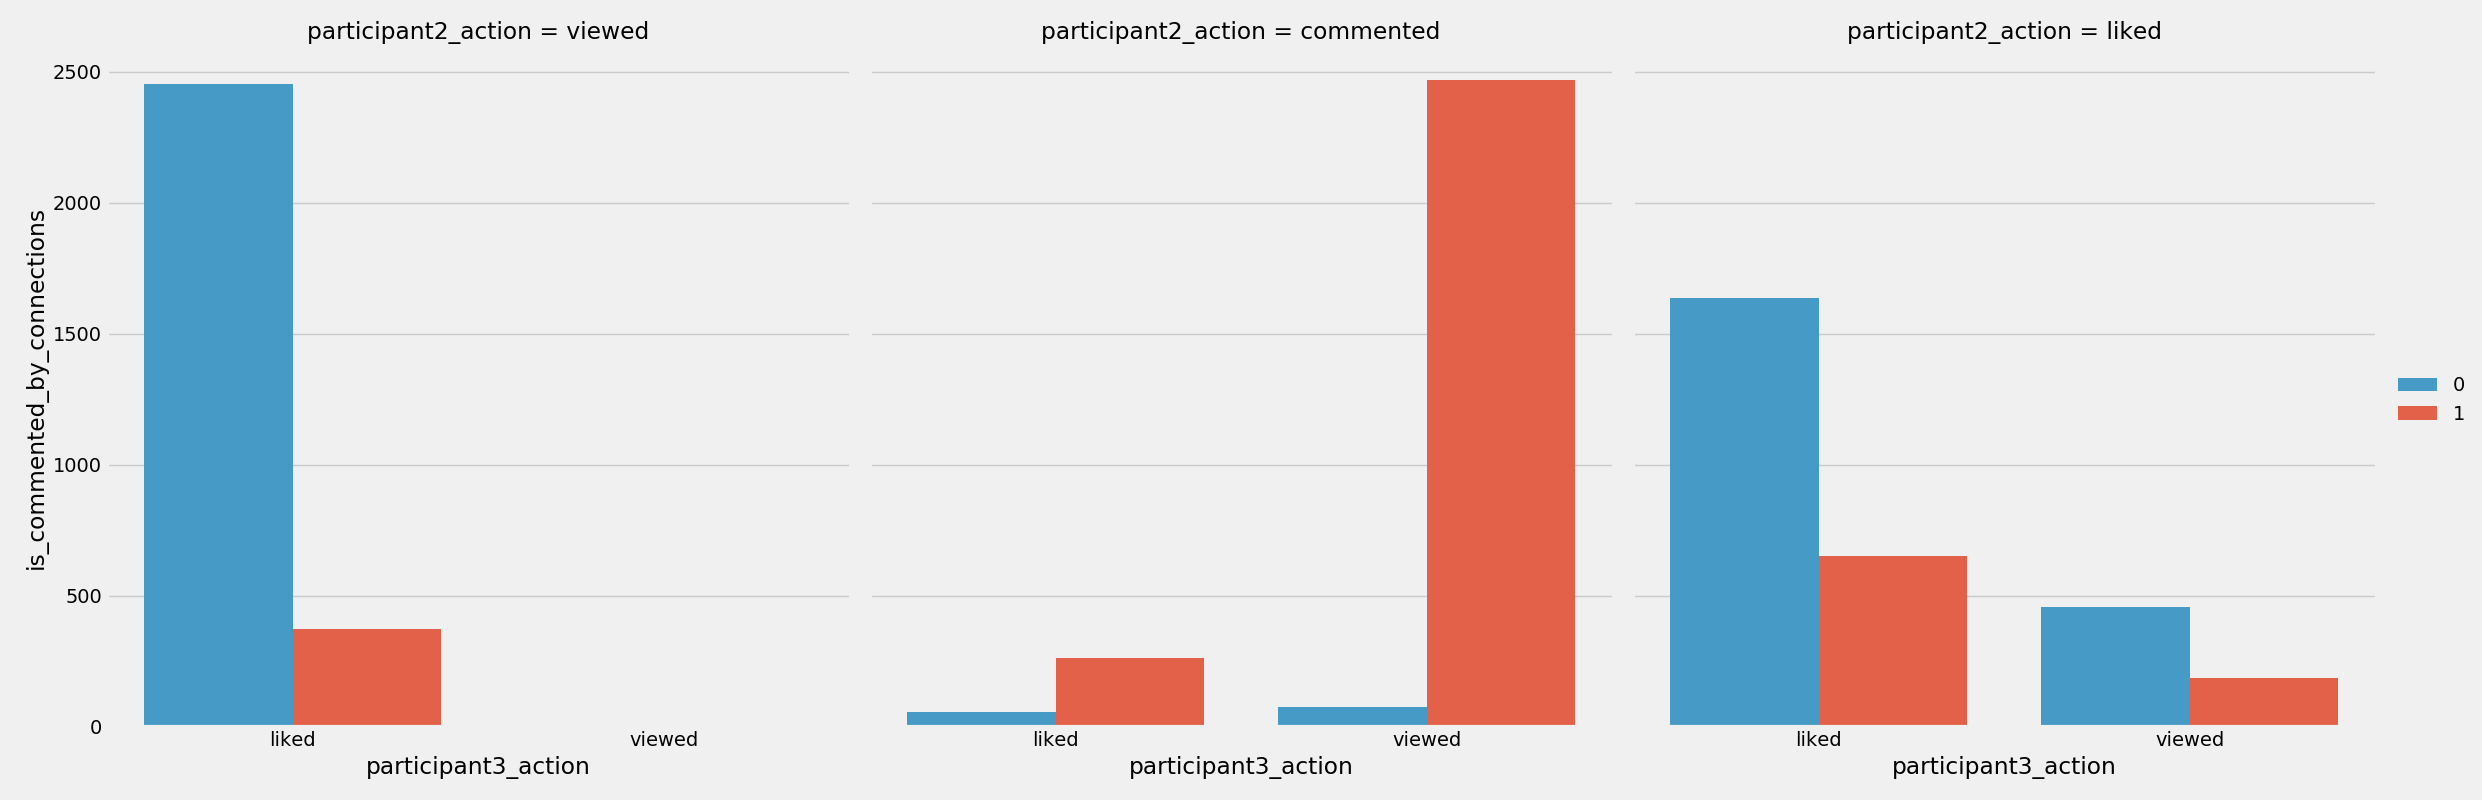 participant2_action = viewed
participant2_action = commented
participant2_action = liked
is_commented_by_connections
2500
2000
1500
1000
500
0
liked
viewed
participant3_action
liked
viewed
participant3_action
liked
viewed
participant3_action
0
1